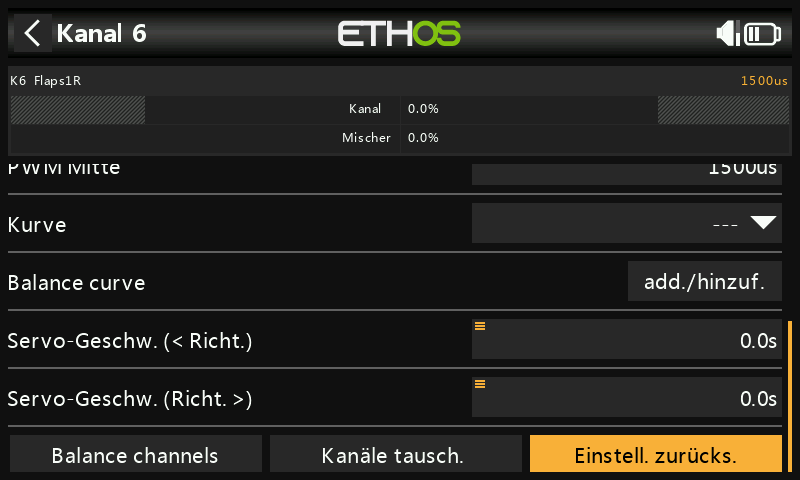 Kanal 6
ETHOS
K6 Flaps1R 1500us
Kanal 0.0%
Mischer 0.0%
PWM Mitte 1500us
Kurve ---
Balance curve add./hinzuf.
Servo-Geschw. (< Richt.) 0.0s
Servo-Geschw. (Richt. >) 0.0s
Balance channels Kanäle tausch. Einstell. zurücks.